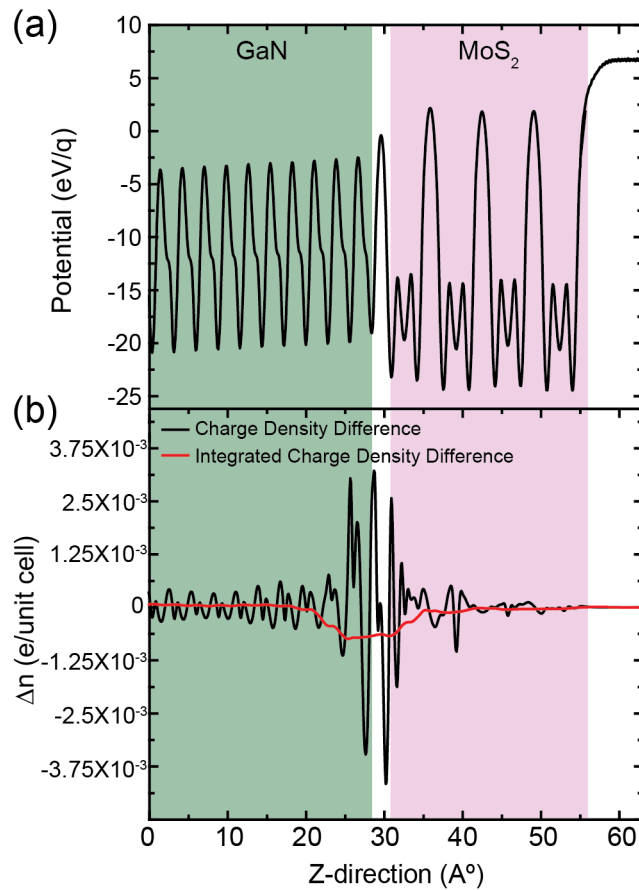 (a)
GaN
MoS₂
10
5
0
-5
-10
-15
-20
-25
Potential (eV/q)
(b)
Charge Density Difference
Integrated Charge Density Difference
3.75X10⁻³
2.5X10⁻³
1.25X10⁻³
0
-1.25X10⁻³
-2.5X10⁻³
-3.75X10⁻³
Δn (e/unit cell)
0 10 20 30 40 50 60
Z-direction (Aº)